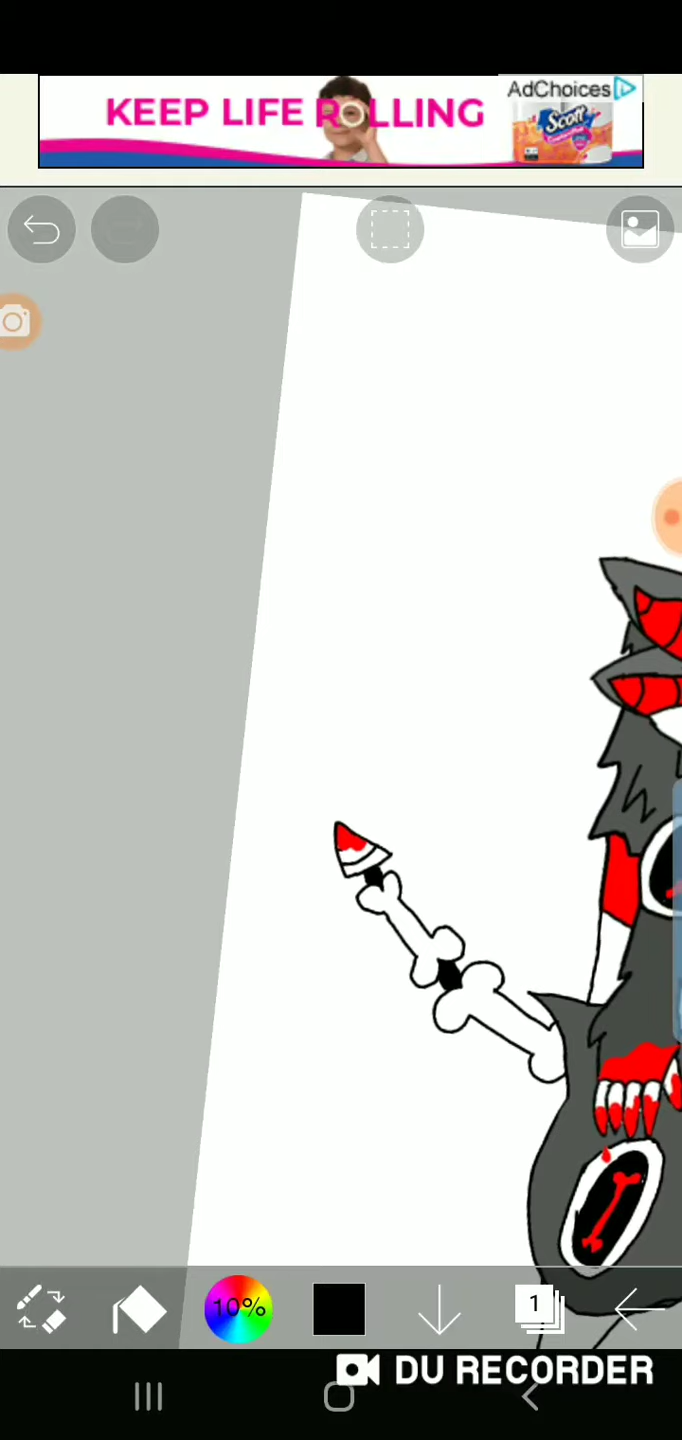 AdChoices
KEEP LIFE ROLLING
Scott
10%
1
DU RECORDER